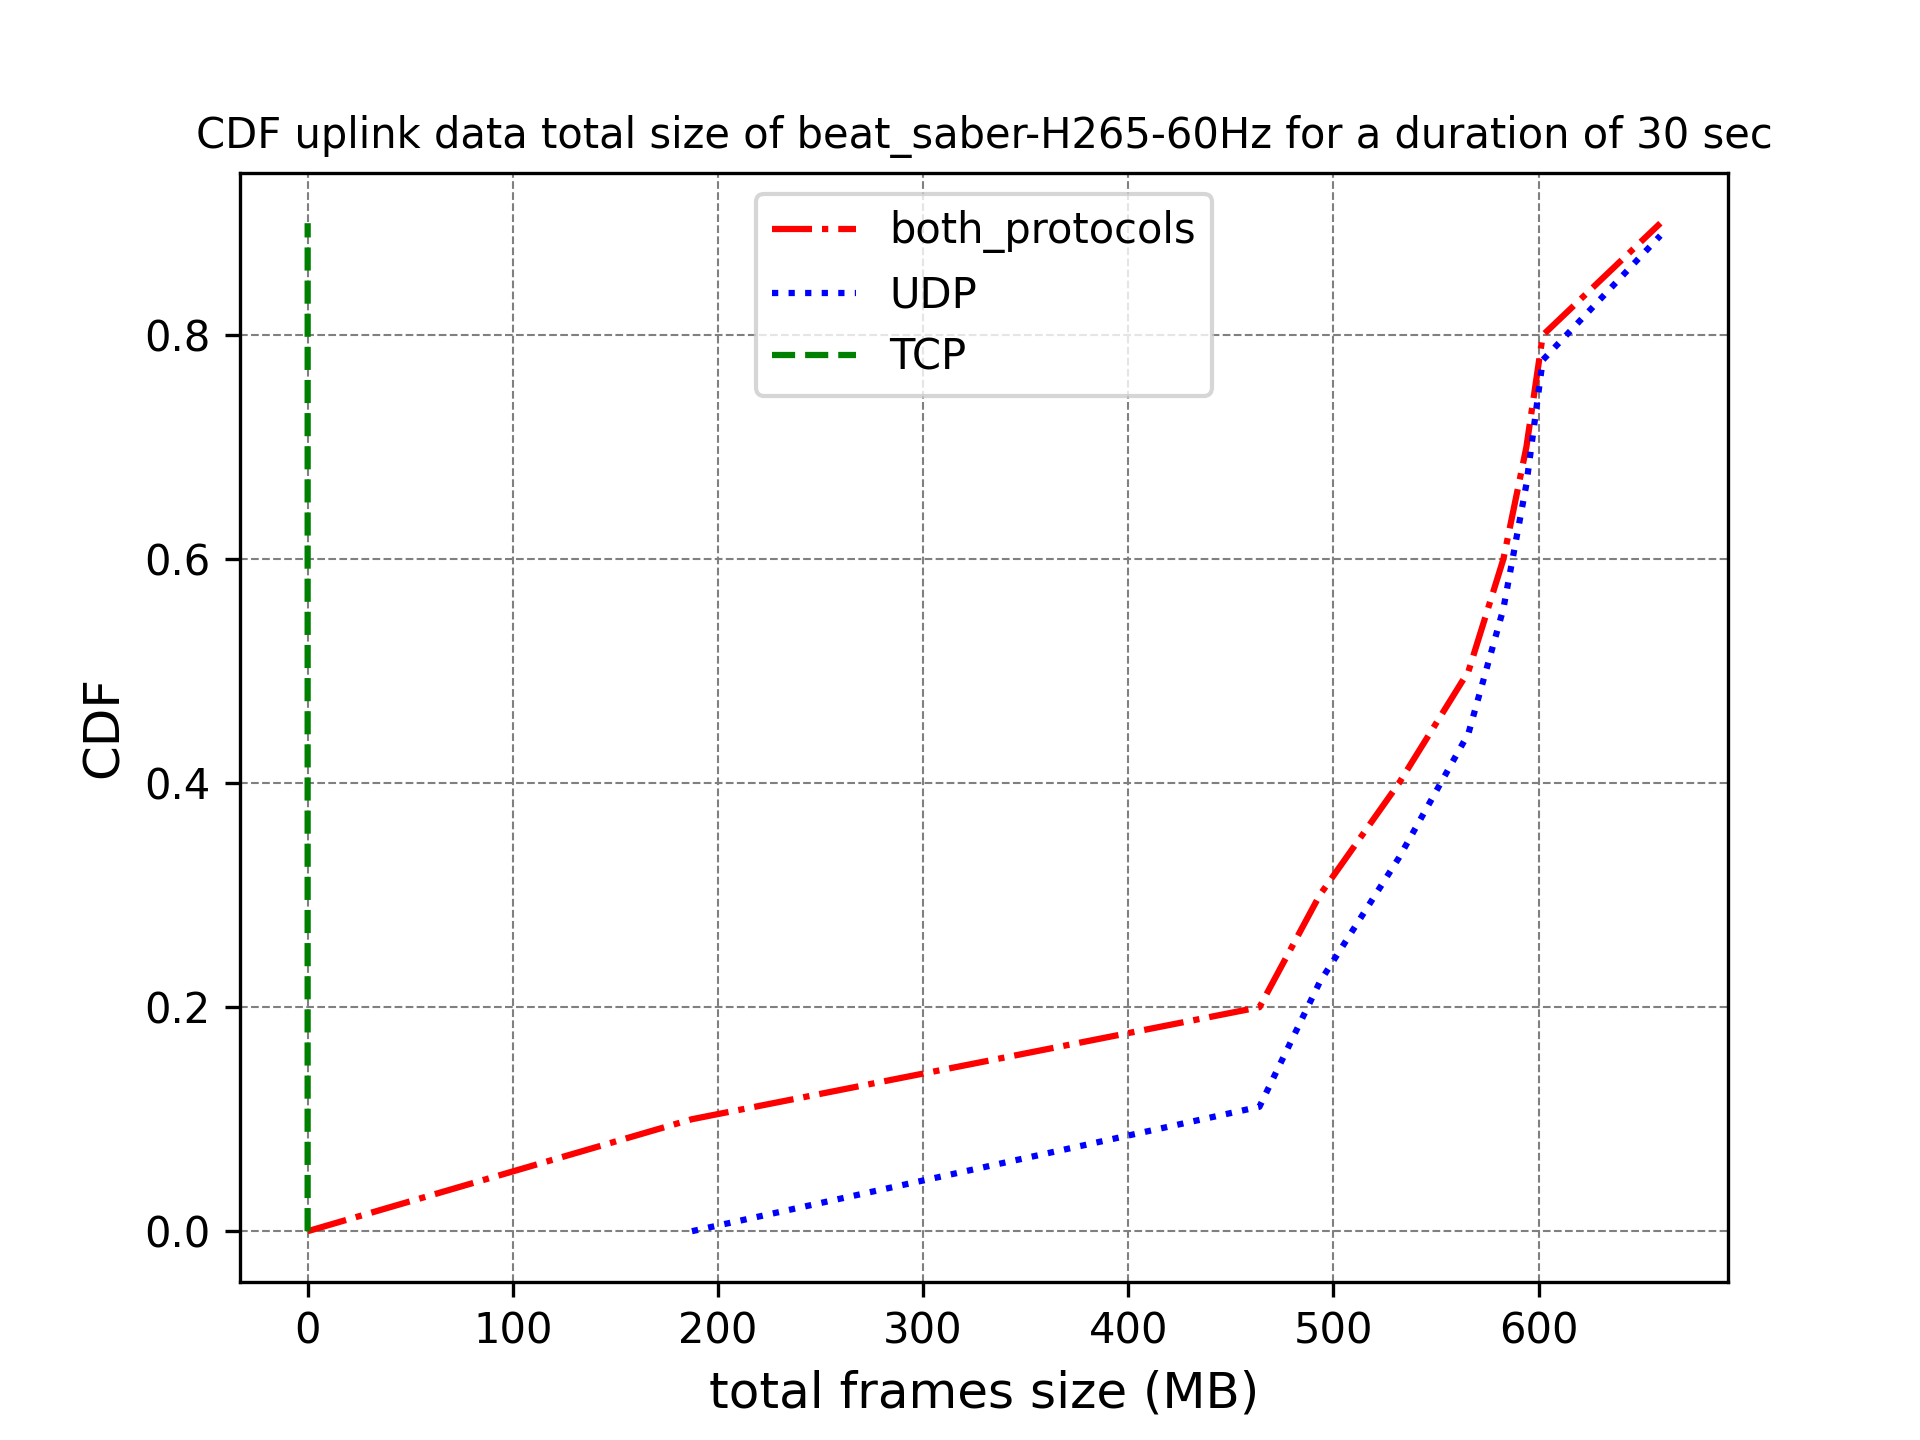 CDF uplink data total size of beat_saber-H265-60Hz for a duration of 30 sec
both_protocols
UDP
TCP
0.8
0.6
0.4
0.2
0.0
CDF
0 100 200 300 400 500 600
total frames size (MB)